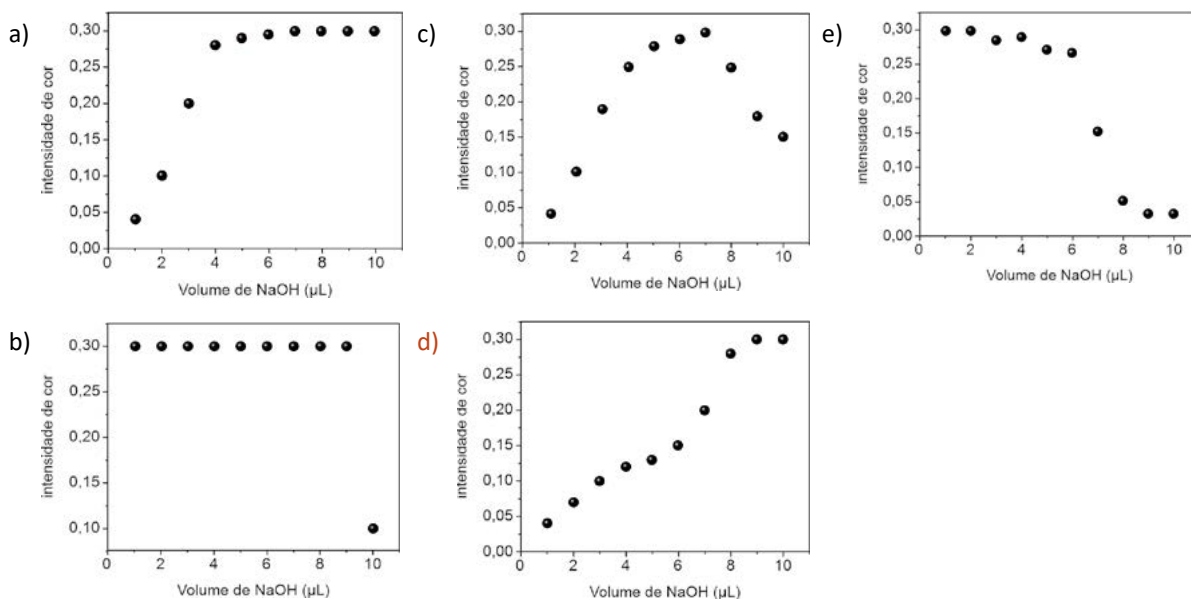 a)
0,30
0,20
0,10
0,05
0,00
0 2 4 6 8 10
intensidade de cor
Volume de NaOH (µL)
c)
0,30
0,25
0,20
0,15
0,10
0,05
0,00
0 2 4 6 8 10
intensidade de cor
Volume de NaOH (µL)
e)
0,30
0,25
0,20
0,15
0,10
0,05
0,00
0 2 4 6 8 10
intensidade de cor
Volume de NaOH (µL)
b)
0,30
0,25
0,20
0,15
0,10
0 2 4 6 8 10
intensidade de cor
Volume de NaOH (µL)
d)
0,30
0,25
0,20
0,15
0,10
0,05
0,00
0 2 4 6 8 10
intensidade de cor
Volume de NaOH (µL)